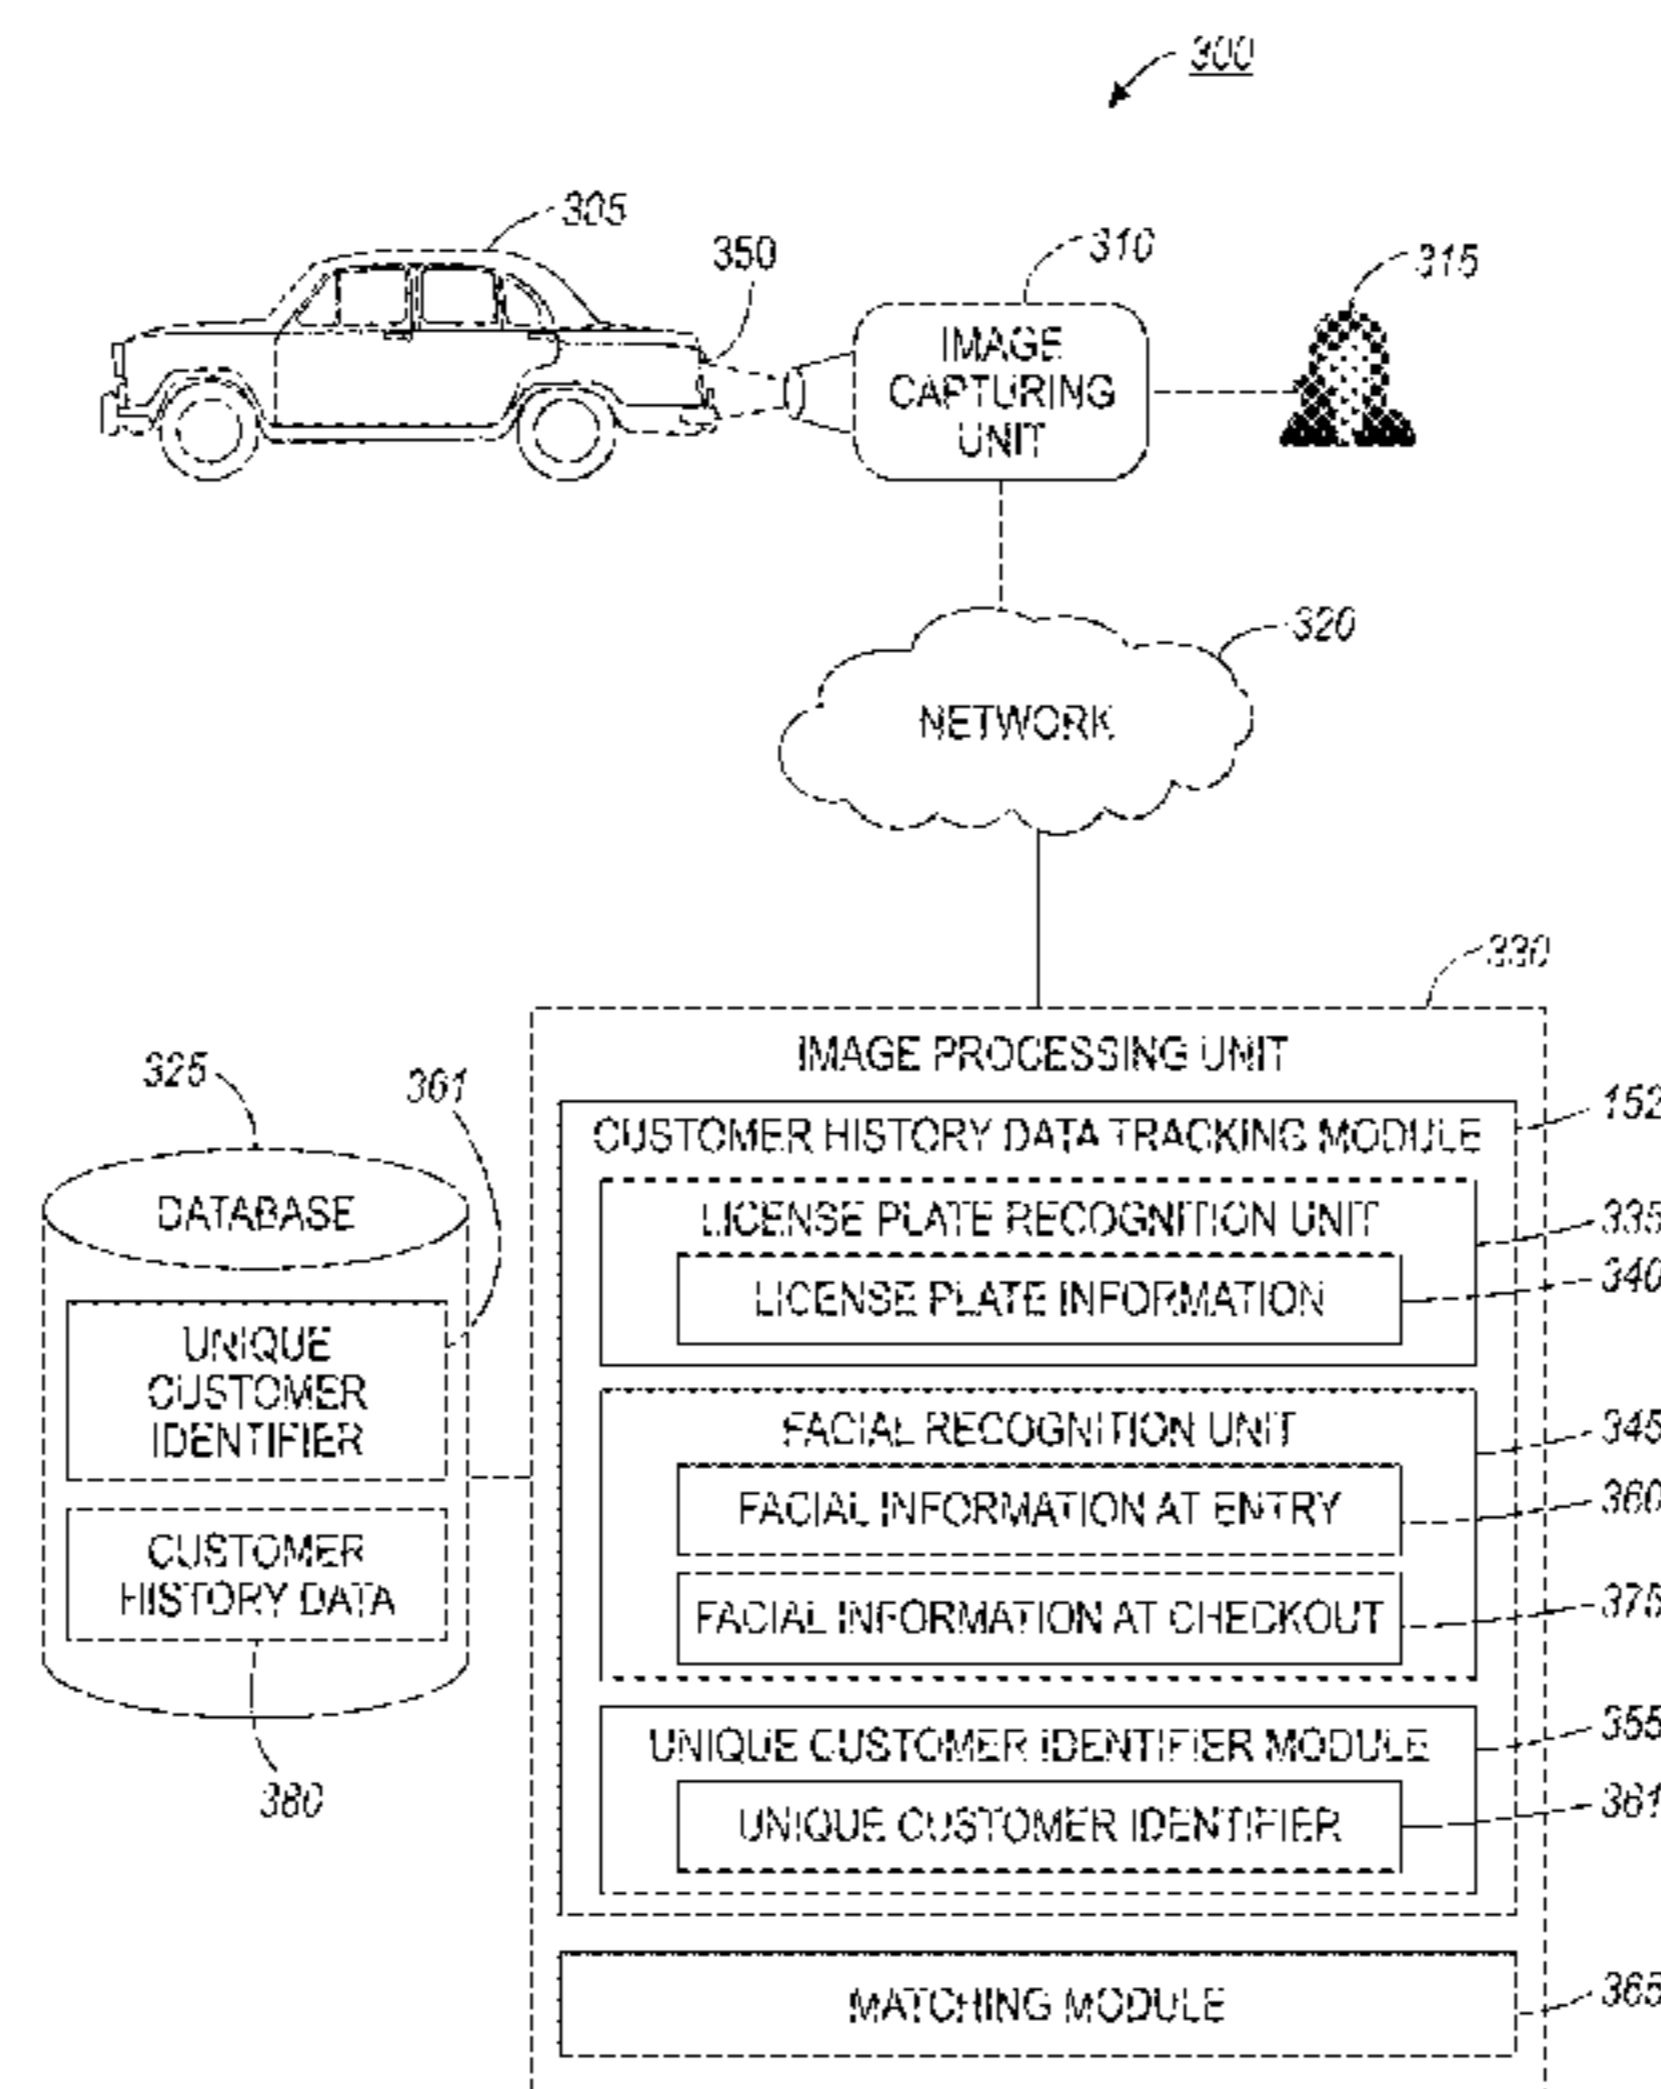 300
305
350
310
315
IMAGE
CAPTURING
UNIT
320
NETWORK
330
IMAGE PROCESSING UNIT
325
361
152
CUSTOMER HISTORY DATA TRACKING MODULE
DATABASE
LICENSE PLATE RECOGNITION UNIT
335
LICENSE PLATE INFORMATION
340
UNIQUE
CUSTOMER
IDENTIFIER
FACIAL RECOGNITION UNIT
345
FACIAL INFORMATION AT ENTRY
360
CUSTOMER
HISTORY DATA
FACIAL INFORMATION AT CHECKOUT
375
UNIQUE CUSTOMER IDENTIFIER MODULE
355
380
UNIQUE CUSTOMER IDENTIFIER
361
MATCHING MODULE
365